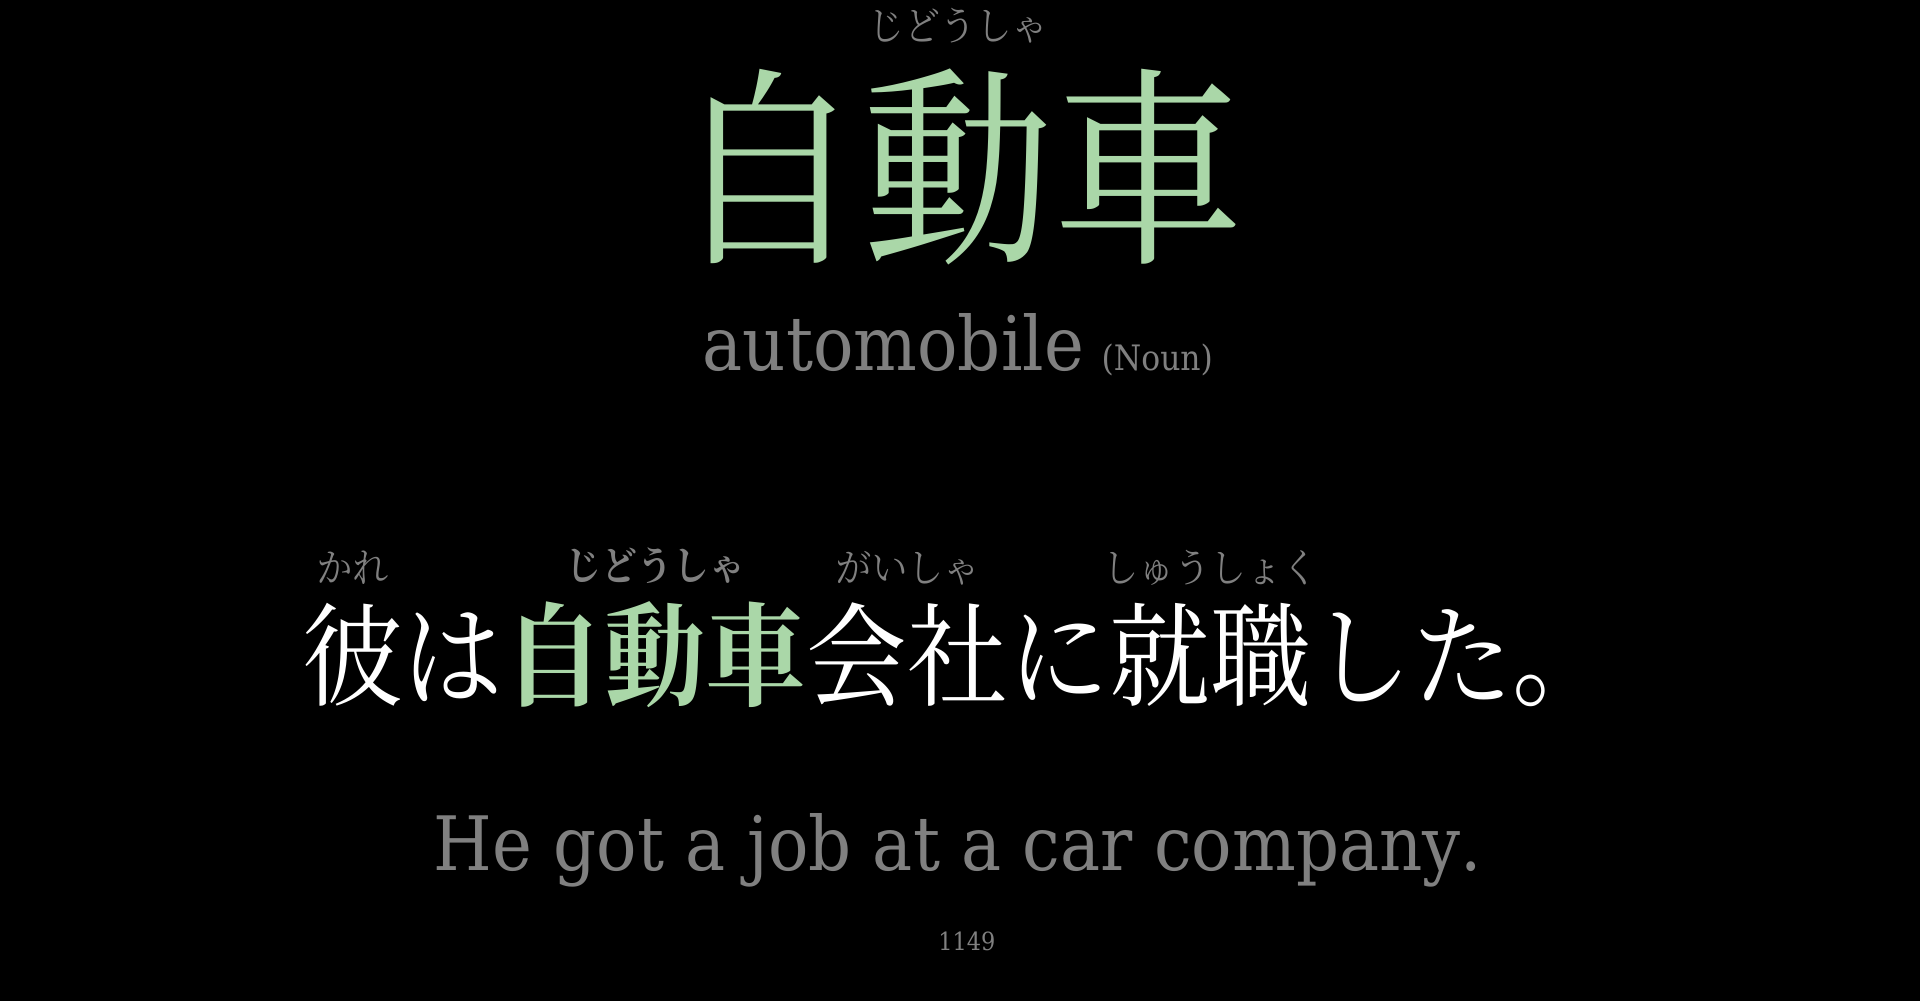 じどうしゃ
自動車
automobile (Noun)
かれ じどうしゃ がいしゃ しゅうしょく
彼は自動車会社に就職した。
He got a job at a car company.
1149